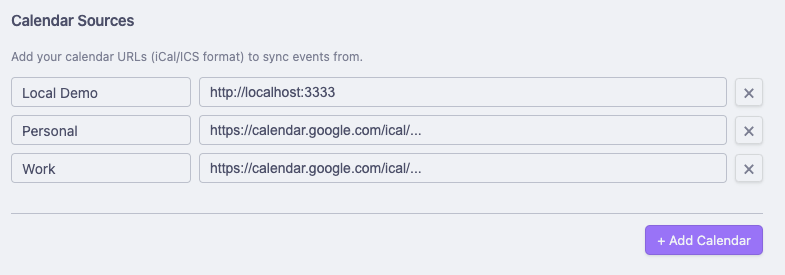 Calendar Sources
Add your calendar URLs (iCal/ICS format) to sync events from.
Local Demo http://localhost:3333 ×
Personal https://calendar.google.com/ical/... ×
Work https://calendar.google.com/ical/... ×
+ Add Calendar